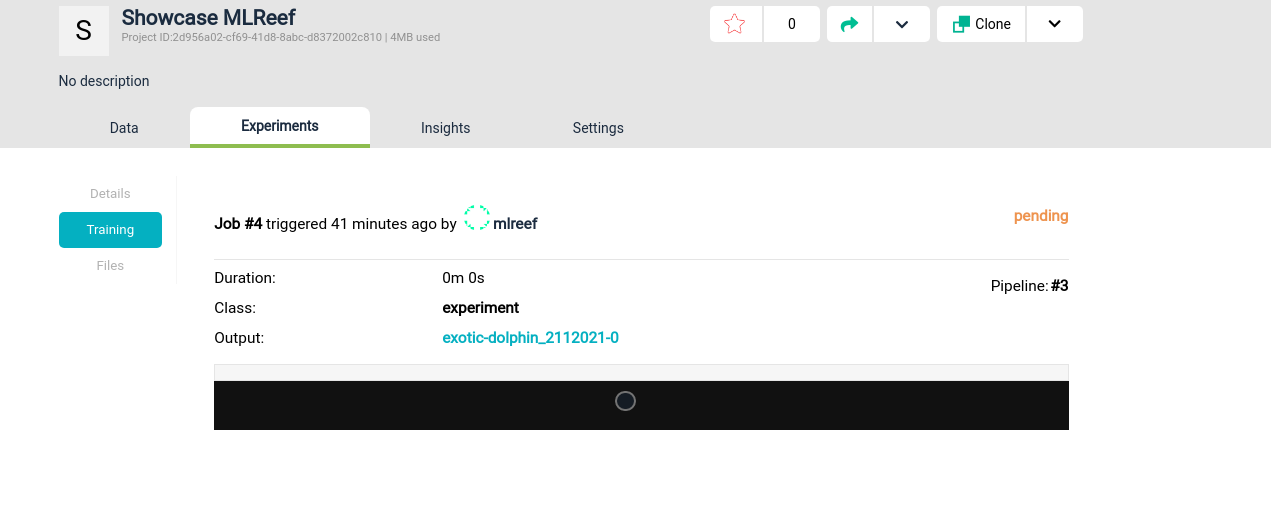 S
Showcase MLReef
Project ID:2d956a02-cf69-41d8-8abc-d8372002c810 | 4MB used
0
Clone
No description
Data
Experiments
Insights
Settings
Details
Training
Files
Job #4 triggered 41 minutes ago by mlreef
pending
Duration: 0m 0s
Pipeline: #3
Class: experiment
Output: exotic-dolphin_2112021-0